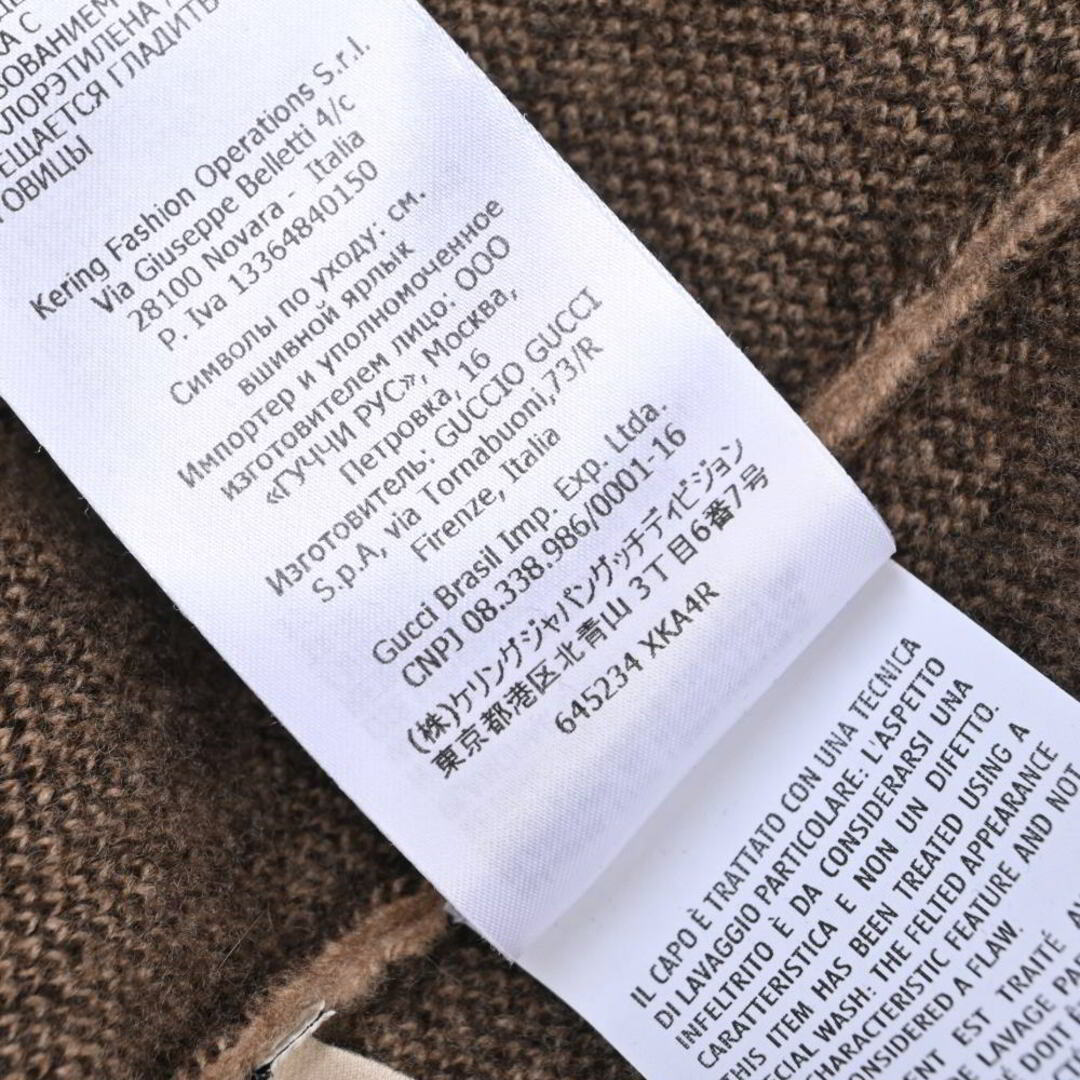 С
ЕЩАЕТСЯ ГЛАДИТЬ
Kering Fashion Operations S.r.l.
Via Giuseppe Belletti 4/c
28100 Novara - Italia
P. Iva 13364840150
Символы по уходу: см.
вшивной ярлык
Импортер и уполномоченное
изготовителем лицо: ООО
«ГУЧЧИ РУС», Москва,
Петровка, 16
Изготовитель: GUCCIO GUCCI
S.p.A, via Tornabuoni,73/R
Firenze, Italia
Gucci Brasil Imp. Exp. Ltda.
CNPJ 08.338.986/0001-16
(株)ケリングジャパングッチディビジョン
東京都港区北青山 3丁目6番7号
645234 XKA4R
IL CAPO È TRATTATO CON UNA TECNICA
DI LAVAGGIO PARTICOLARE: L'ASPETTO
INFELTRITO È DA CONSIDERARSI UNA
CARATTERISTICA E NON UN DIFETTO.
THIS ITEM HAS BEEN TREATED USING A
ECIAL WASH: THE FELTED APPEARANCE
CHARACTERISTIC FEATURE AND NOT
ONSIDERED A FLAW.
ENT EST TRAITÉ
DE LAVAGE
DOIT